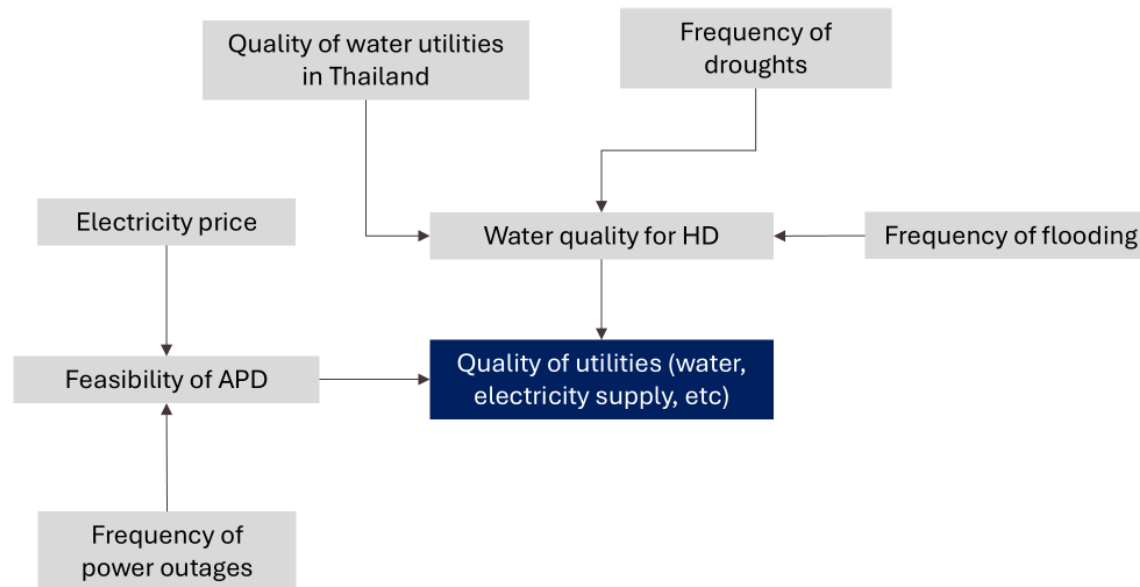 Quality of water utilities
in Thailand
Frequency of
droughts
Electricity price
Water quality for HD
Frequency of flooding
Feasibility of APD
Quality of utilities (water,
electricity supply, etc)
Frequency of
power outages